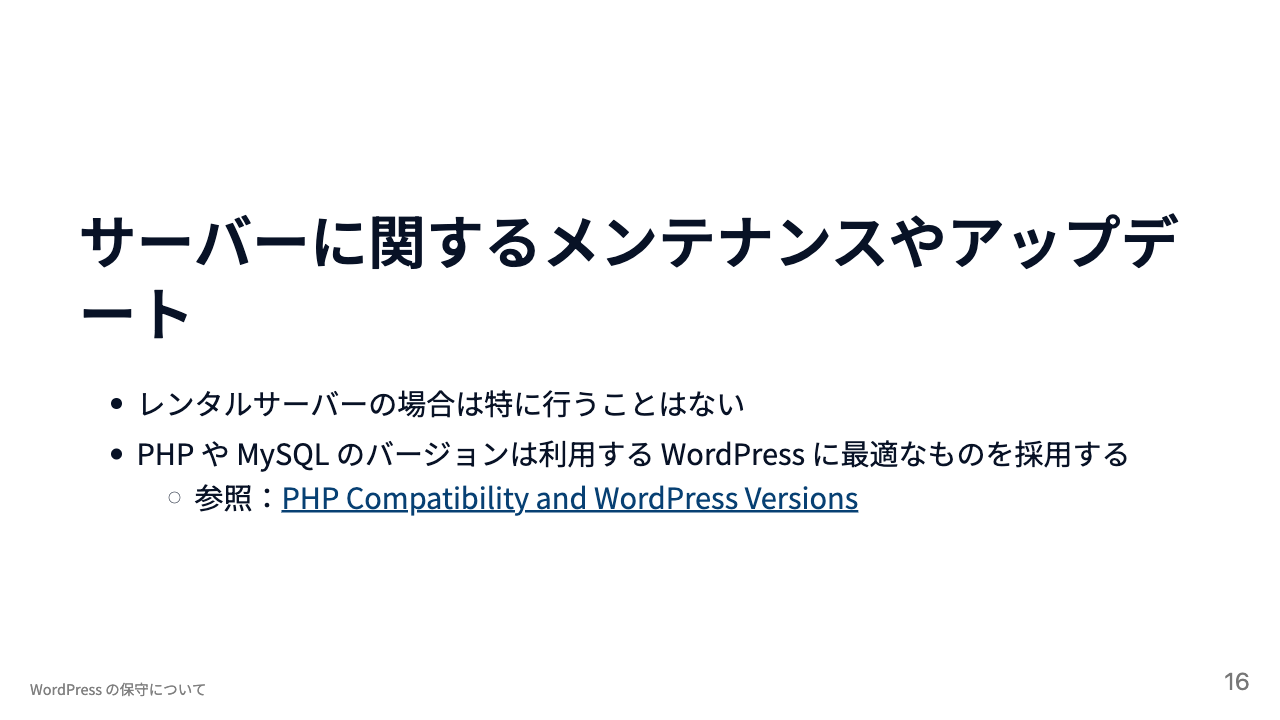 サーバーに関するメンテナンスやアップデ
ート
レンタルサーバーの場合は特に行うことはない
PHP や MySQL のバージョンは利用する WordPress に最適なものを採用する
参照：PHP Compatibility and WordPress Versions
WordPress の保守について
16